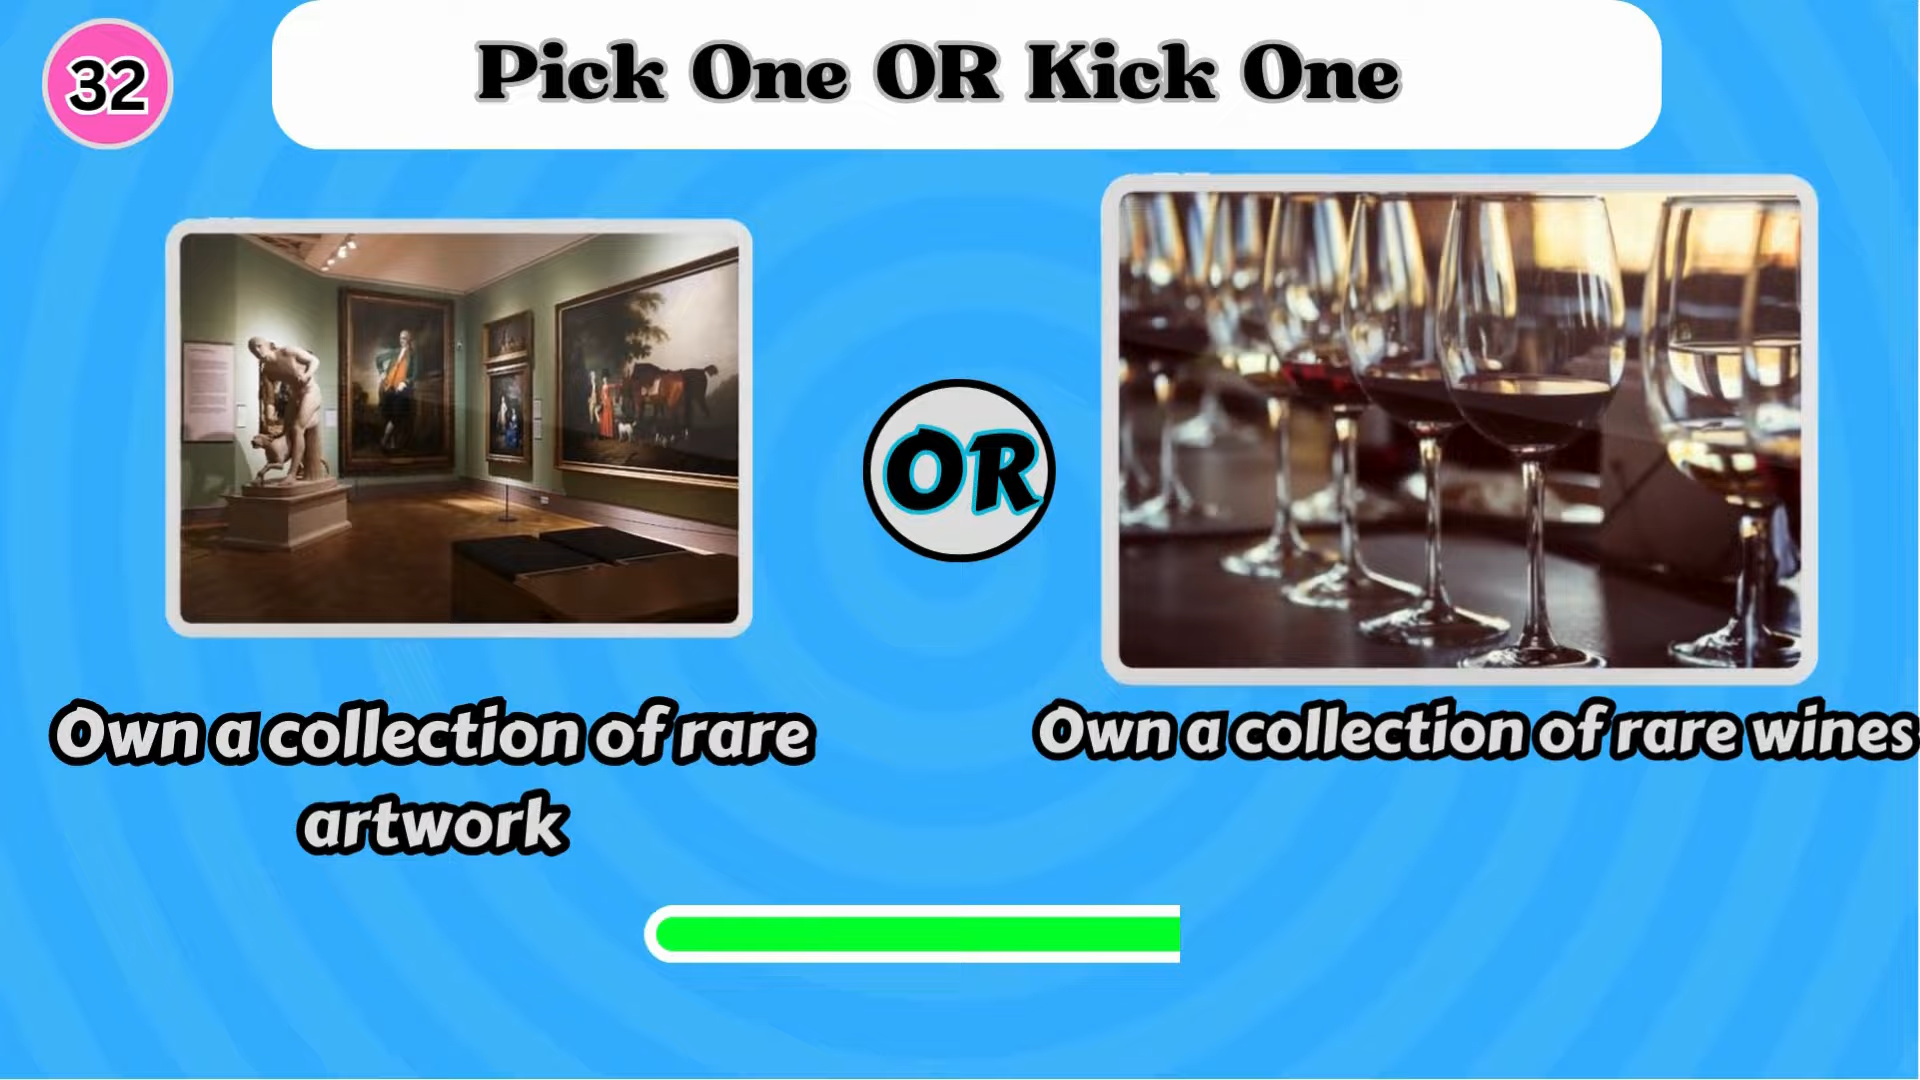 32
Pick One OR Kick One
OR
Own a collection of rare
artwork
Own a collection of rare wines